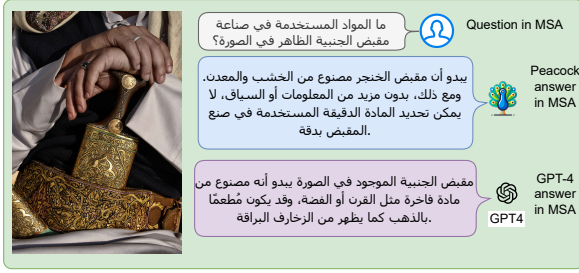 ما المواد المستخدمة في صناعة
مقبض الجنبية الظاهر في الصورة؟
Question in MSA
يبدو أن مقبض الخنجر مصنوع من الخشب والمعدن.
ومع ذلك، بدون مزيد من المعلومات أو السياق، لا
يمكن تحديد المادة الدقيقة المستخدمة في صنع
المقبض بدقة.
Peacock
answer
in MSA
مقبض الجنبية الموجود في الصورة يبدو أنه مصنوع من
مادة فاخرة مثل القرن أو الفضة، وقد يكون مُطعمًا
بالذهب كما يظهر من الزخارف البراقة.
GPT4
GPT-4
answer
in MSA